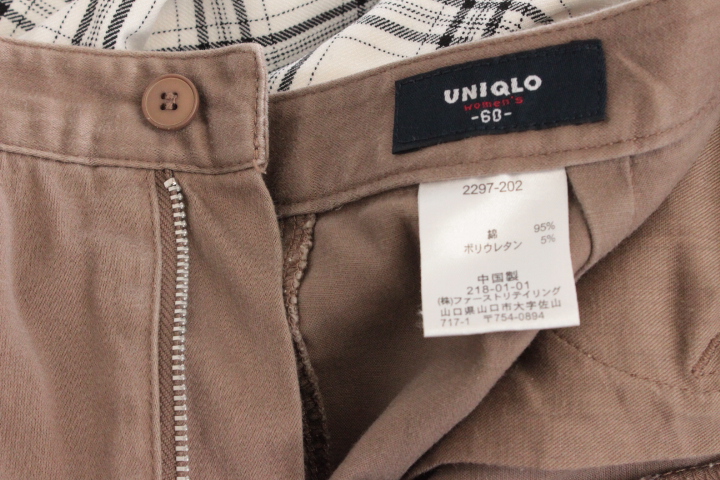 UNIQLO
women's
-60-
2297-202
綿 95%
ポリウレタン 5%
中国製
218-01-01
(株)ファーストリテイリング
山口県山口市大字佐山
717-1 〒754-0894